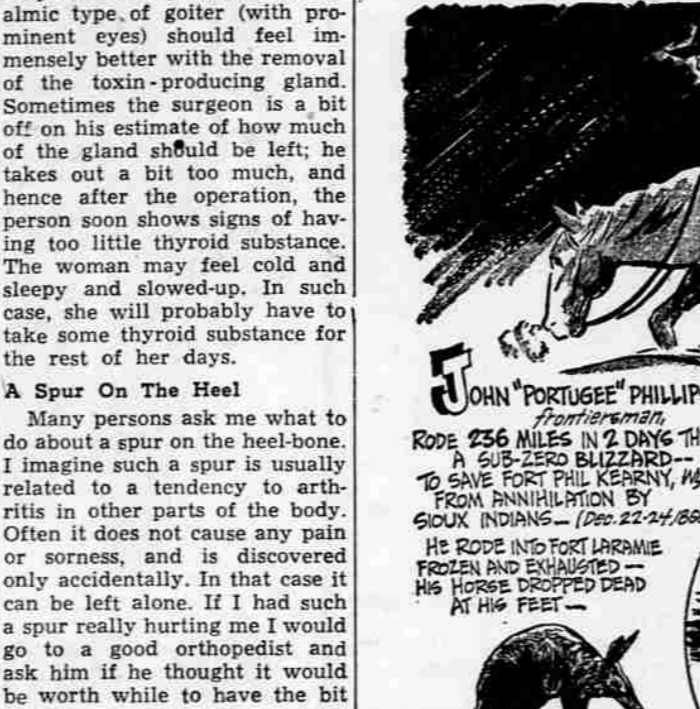 almic type of goiter (with pro-
minent eyes) should feel im-
mensely better with the removal
of the toxin-producing gland.
Sometimes the surgeon is a bit
off on his estimate of how much
of the gland should be left; he
takes out a bit too much, and
hence after the operation, the
person soon shows signs of hav-
ing too little thyroid substance.
The woman may feel cold and
sleepy and slowed-up. In such
case, she will probably have to
take some thyroid substance for
the rest of her days.
A Spur On The Heel
Many persons ask me what to
do about a spur on the heel-bone.
I imagine such a spur is usually
related to a tendency to arth-
ritis in other parts of the body.
Often it does not cause any pain
or sorness, and is discovered
only accidentally. In that case it
can be left alone. If I had such
a spur really hurting me I would
go to a good orthopedist and
ask him if he thought it would
be worth while to have the bit
JOHN "PORTUGEE" PHILLIP
frontiersman,
RODE 236 MILES IN 2 DAYS TH
A SUB-ZERO BLIZZARD--
TO SAVE FORT PHIL KEARNY,
FROM ANNIHILATION BY
SIOUX INDIANS-- (Dec. 22-24,
HE RODE INTO FORT LARAMIE
FROZEN AND EXHAUSTED --
HIS HORSE DROPPED DEAD
AT HIS FEET --